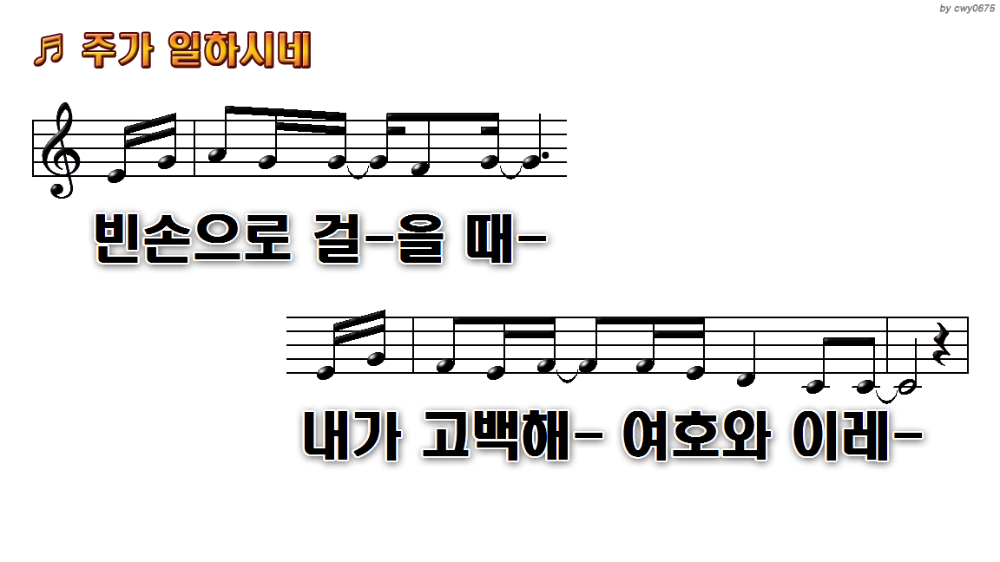 by cwy0675
♬ 주가 일하시네
빈손으로 걸-을 때-
내가 고백해- 여호와 이레-